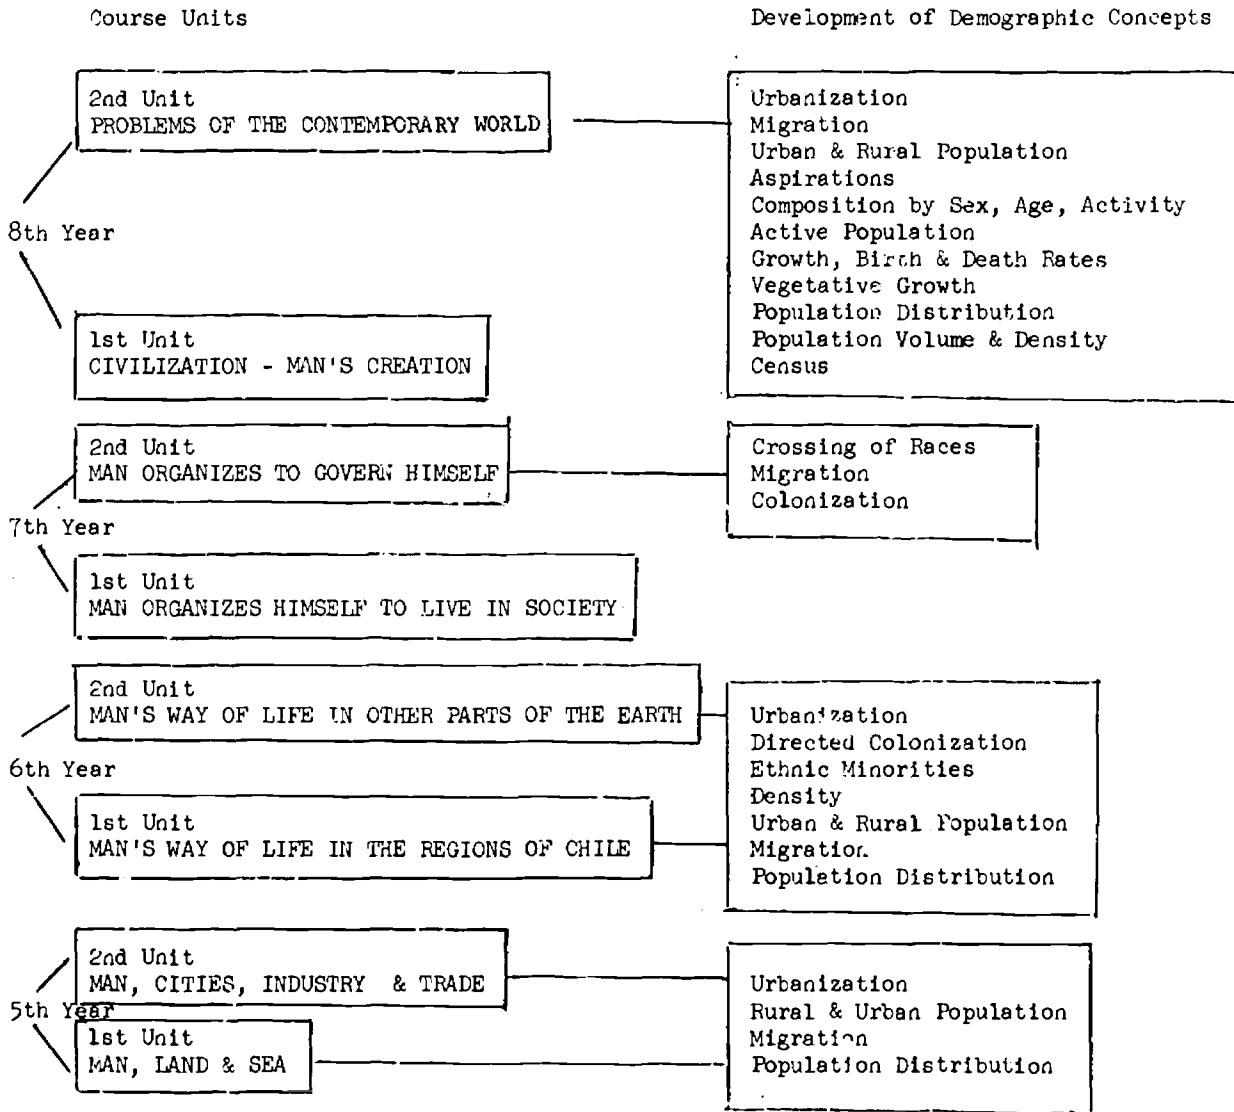 Course Units
Development of Demographic Concepts
2nd Unit
PROBLEMS OF THE CONTEMPORARY WORLD
Urbanization
Migration
Urban & Rural Population
Aspirations
Composition by Sex, Age, Activity
Active Population
Growth, Birth & Death Rates
Vegetative Growth
Population Distribution
Population Volume & Density
Census
8th Year
1st Unit
CIVILIZATION - MAN'S CREATION
2nd Unit
MAN ORGANIZES TO GOVERN HIMSELF
Crossing of Races
Migration
Colonization
7th Year
1st Unit
MAN ORGANIZES HIMSELF TO LIVE IN SOCIETY
2nd Unit
MAN'S WAY OF LIFE IN OTHER PARTS OF THE EARTH
Urbanization
Directed Colonization
Ethnic Minorities
Density
Urban & Rural Population
Migration
Population Distribution
6th Year
1st Unit
MAN'S WAY OF LIFE IN THE REGIONS OF CHILE
2nd Unit
MAN, CITIES, INDUSTRY & TRADE
Urbanization
Rural & Urban Population
Migration
Population Distribution
5th Year
1st Unit
MAN, LAND & SEA